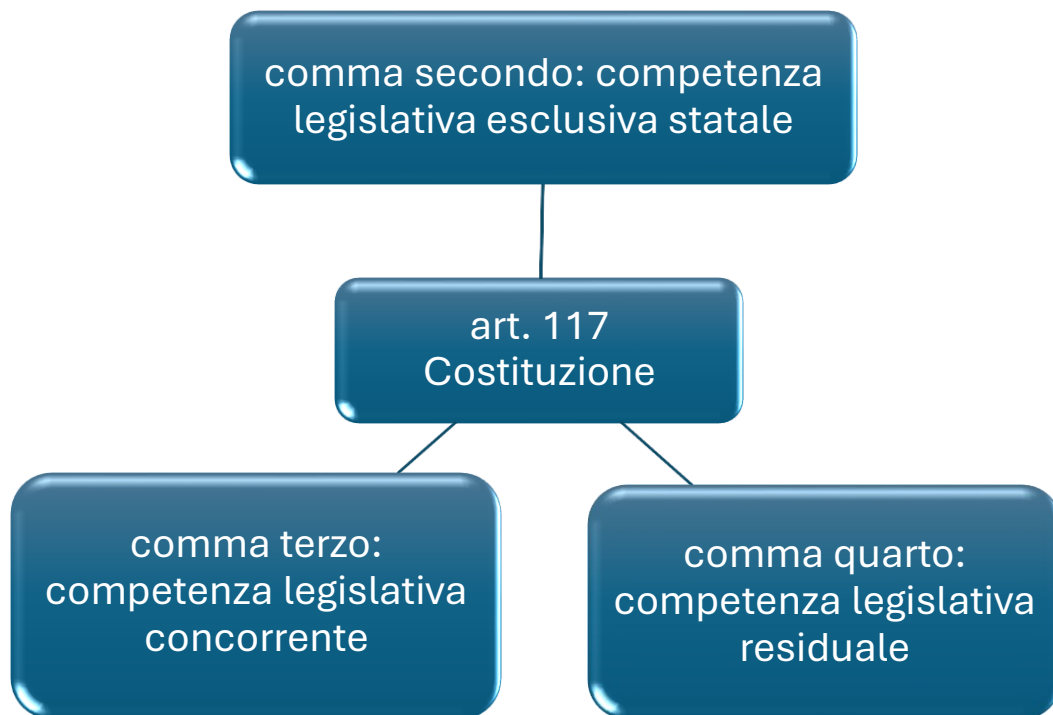 comma secondo: competenza
legislativa esclusiva statale
art. 117
Costituzione
comma terzo:
competenza legislativa
concorrente
comma quarto:
competenza legislativa
residuale